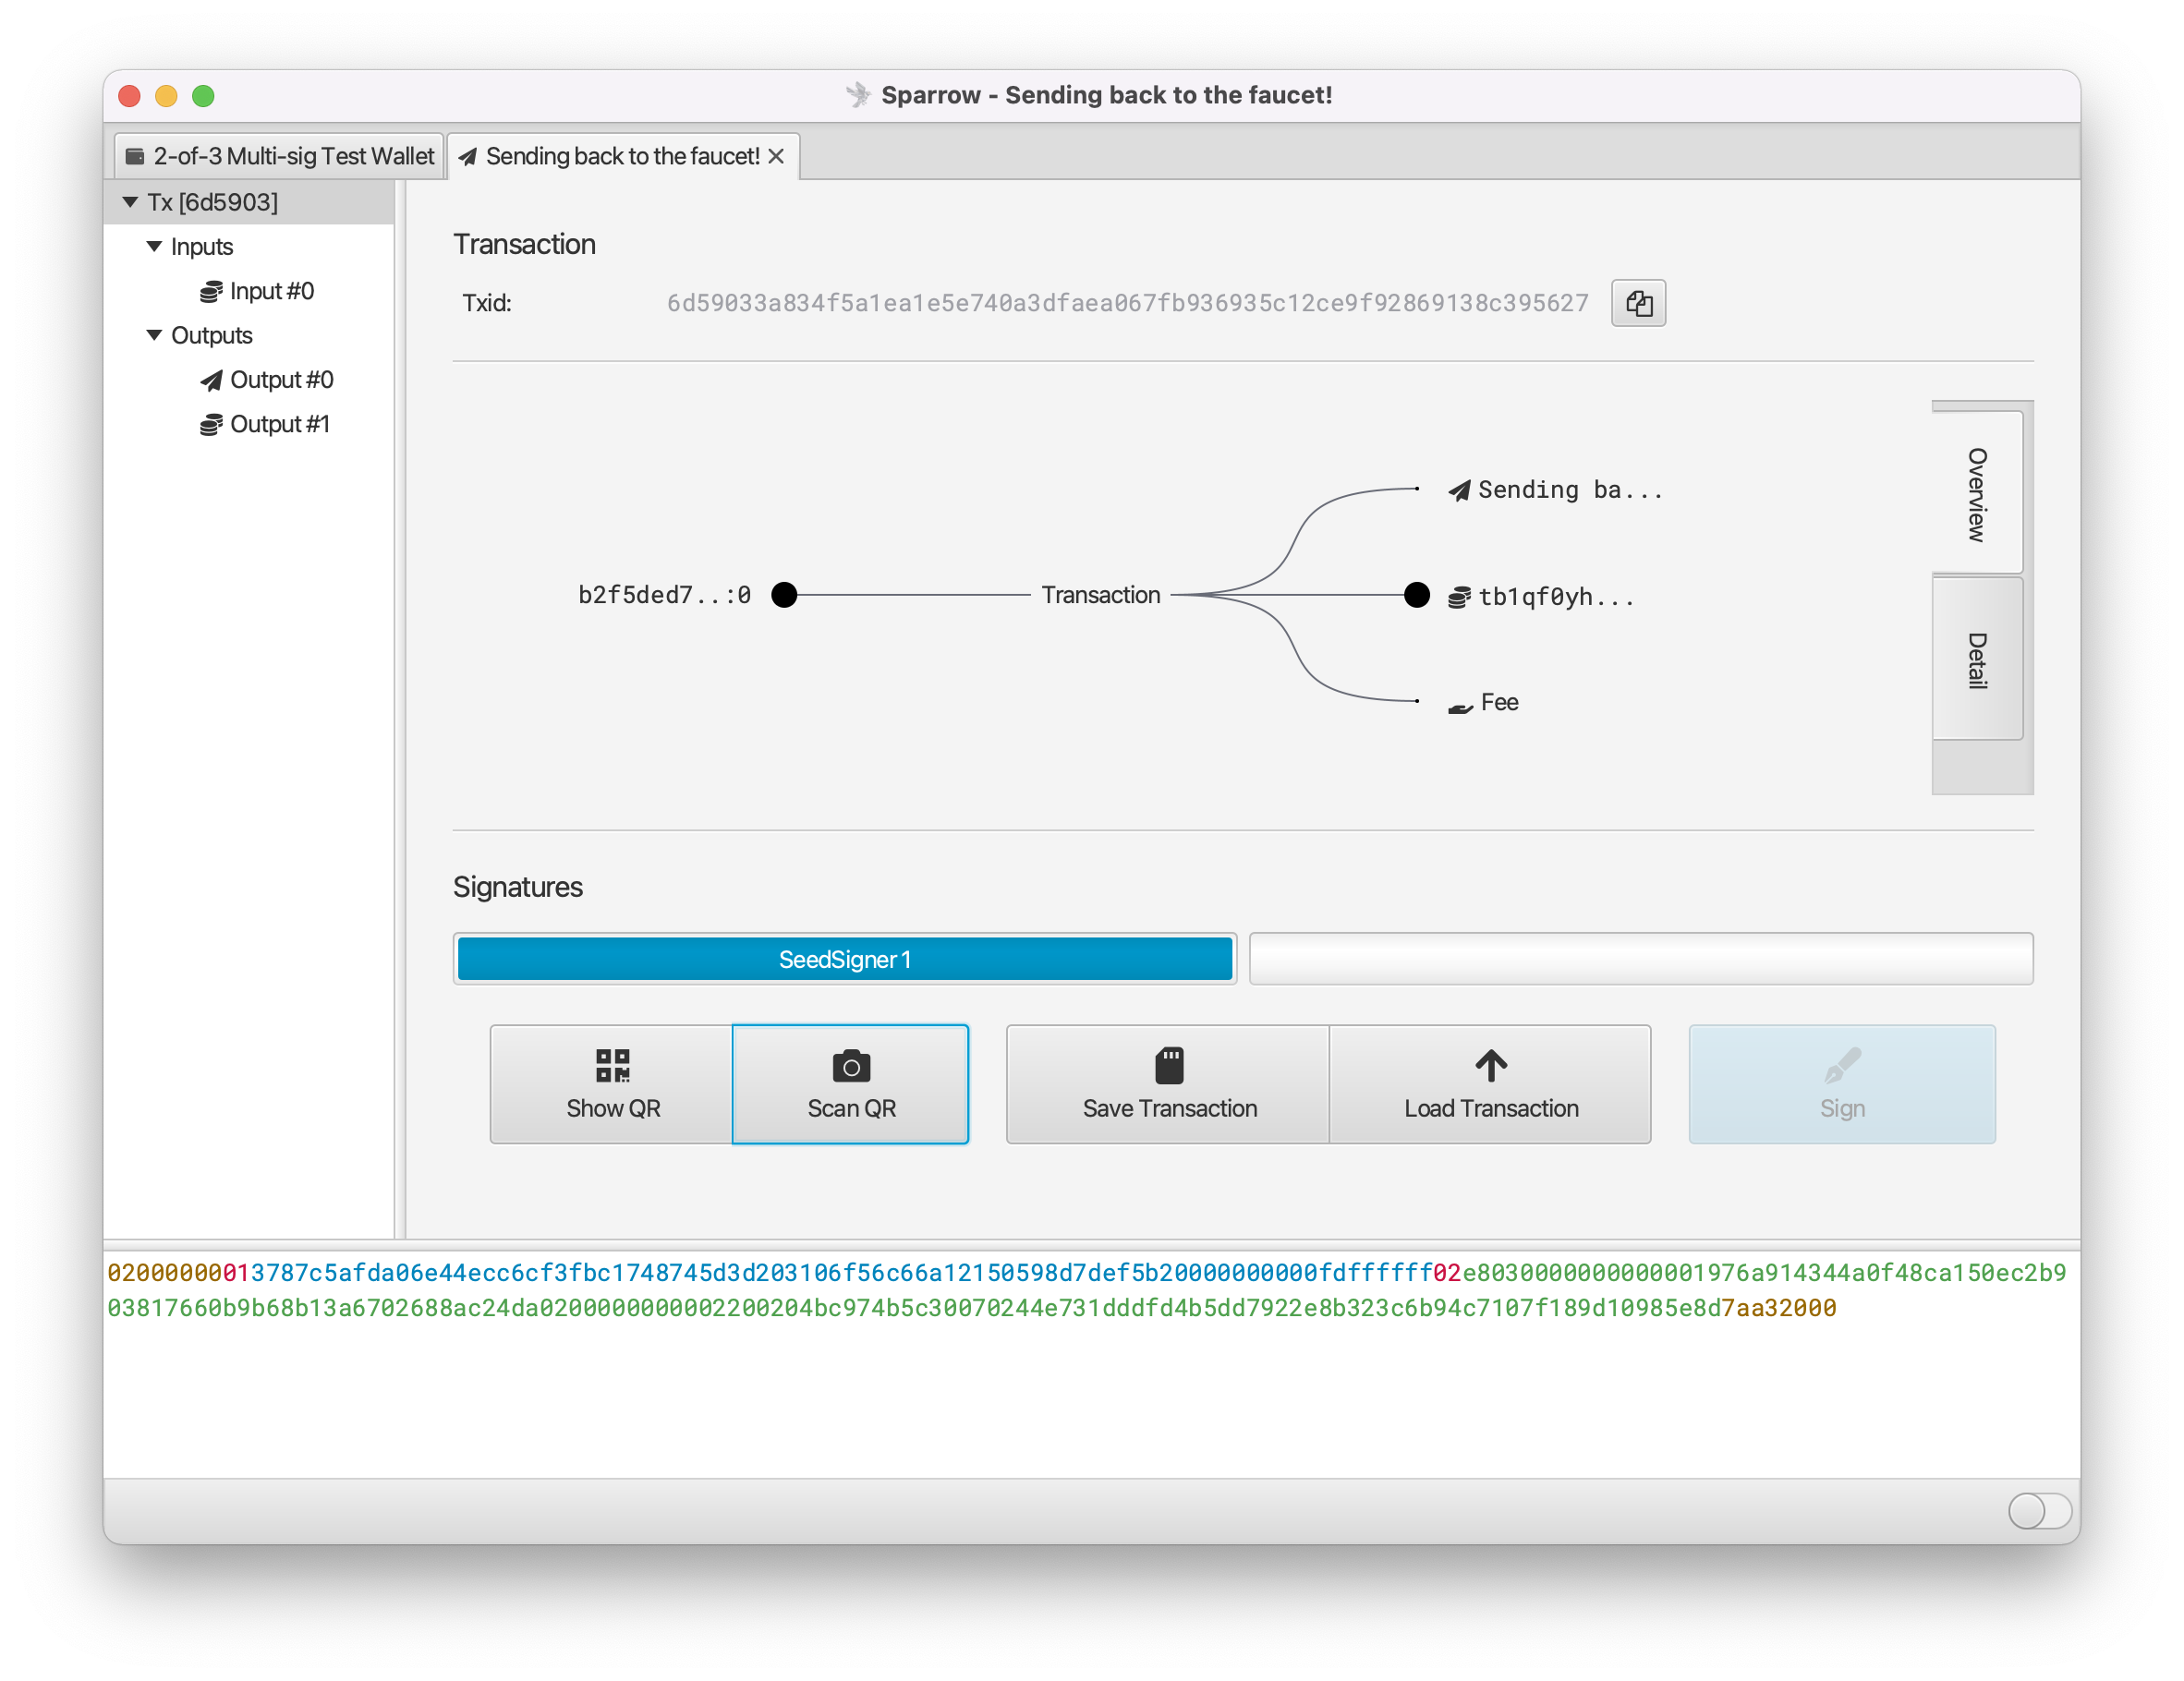 Sparrow - Sending back to the faucet!
2-of-3 Multi-sig Test Wallet
Sending back to the faucet!
Tx [6d5903]
Inputs
Input #0
Outputs
Output #0
Output #1
Transaction
Txid:
6d59033a834f5a1ea1e5e740a3dfaea067fb936935c12ce9f92869138c395627
Sending ba...
b2f5ded7..:0
Transaction
tb1qf0yh...
Fee
Overview
Detail
Signatures
SeedSigner 1
Show QR
Scan QR
Save Transaction
Load Transaction
Sign
02000000013787c5afda06e44ecc6cf3fbc1748745d3d203106f56c66a12150598d7def5b20000000000fdffffff02e8030000000000001976a914344a0f48ca150ec2b9
03817660b9b68b13a6702688ac24da0200000000002200204bc974b5c30070244e731dddfd4b5dd7922e8b323c6b94c7107f189d10985e8d7aa32000